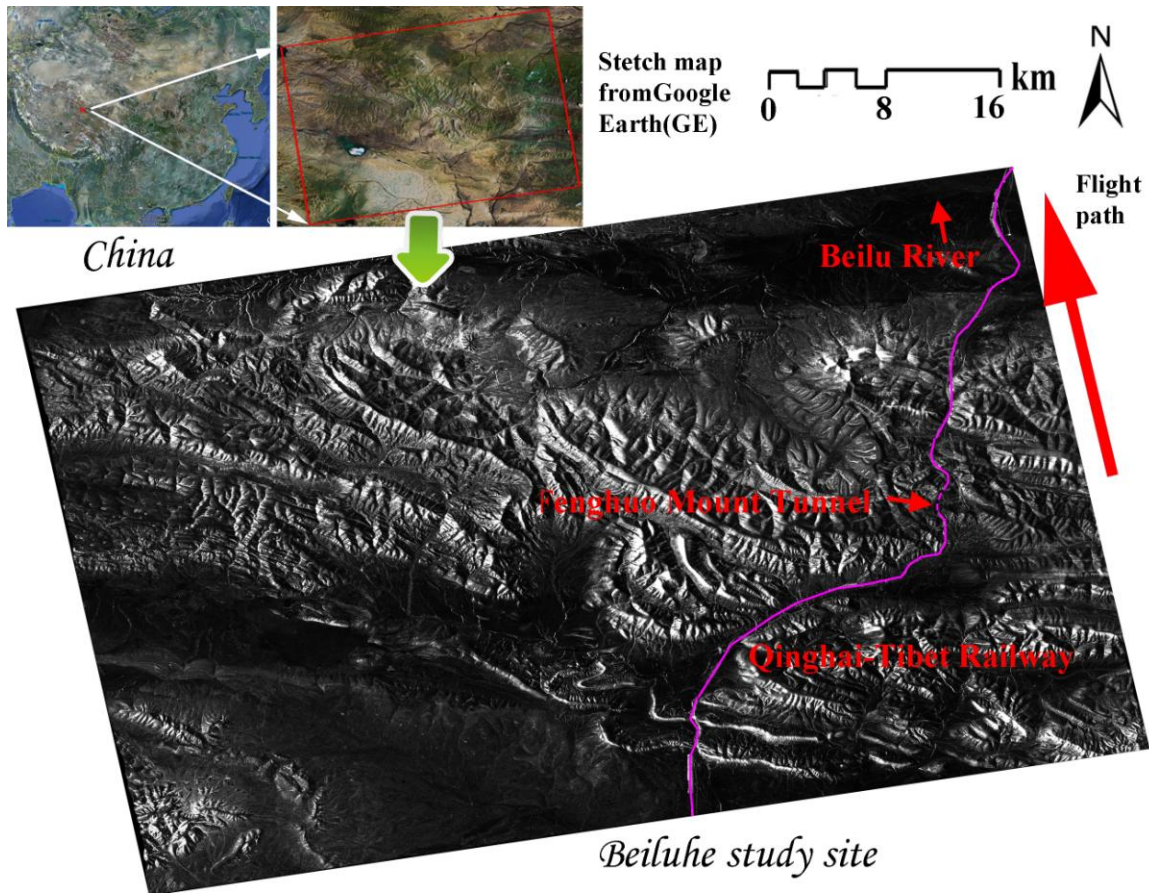 Stetch map
fromGoogle
Earth(GE)
km
0
8
16
N
Flight
path
China
Beilu River
Fenghuo Mount Tunnel
Qinghai-Tibet Railway
Beiluhe study site